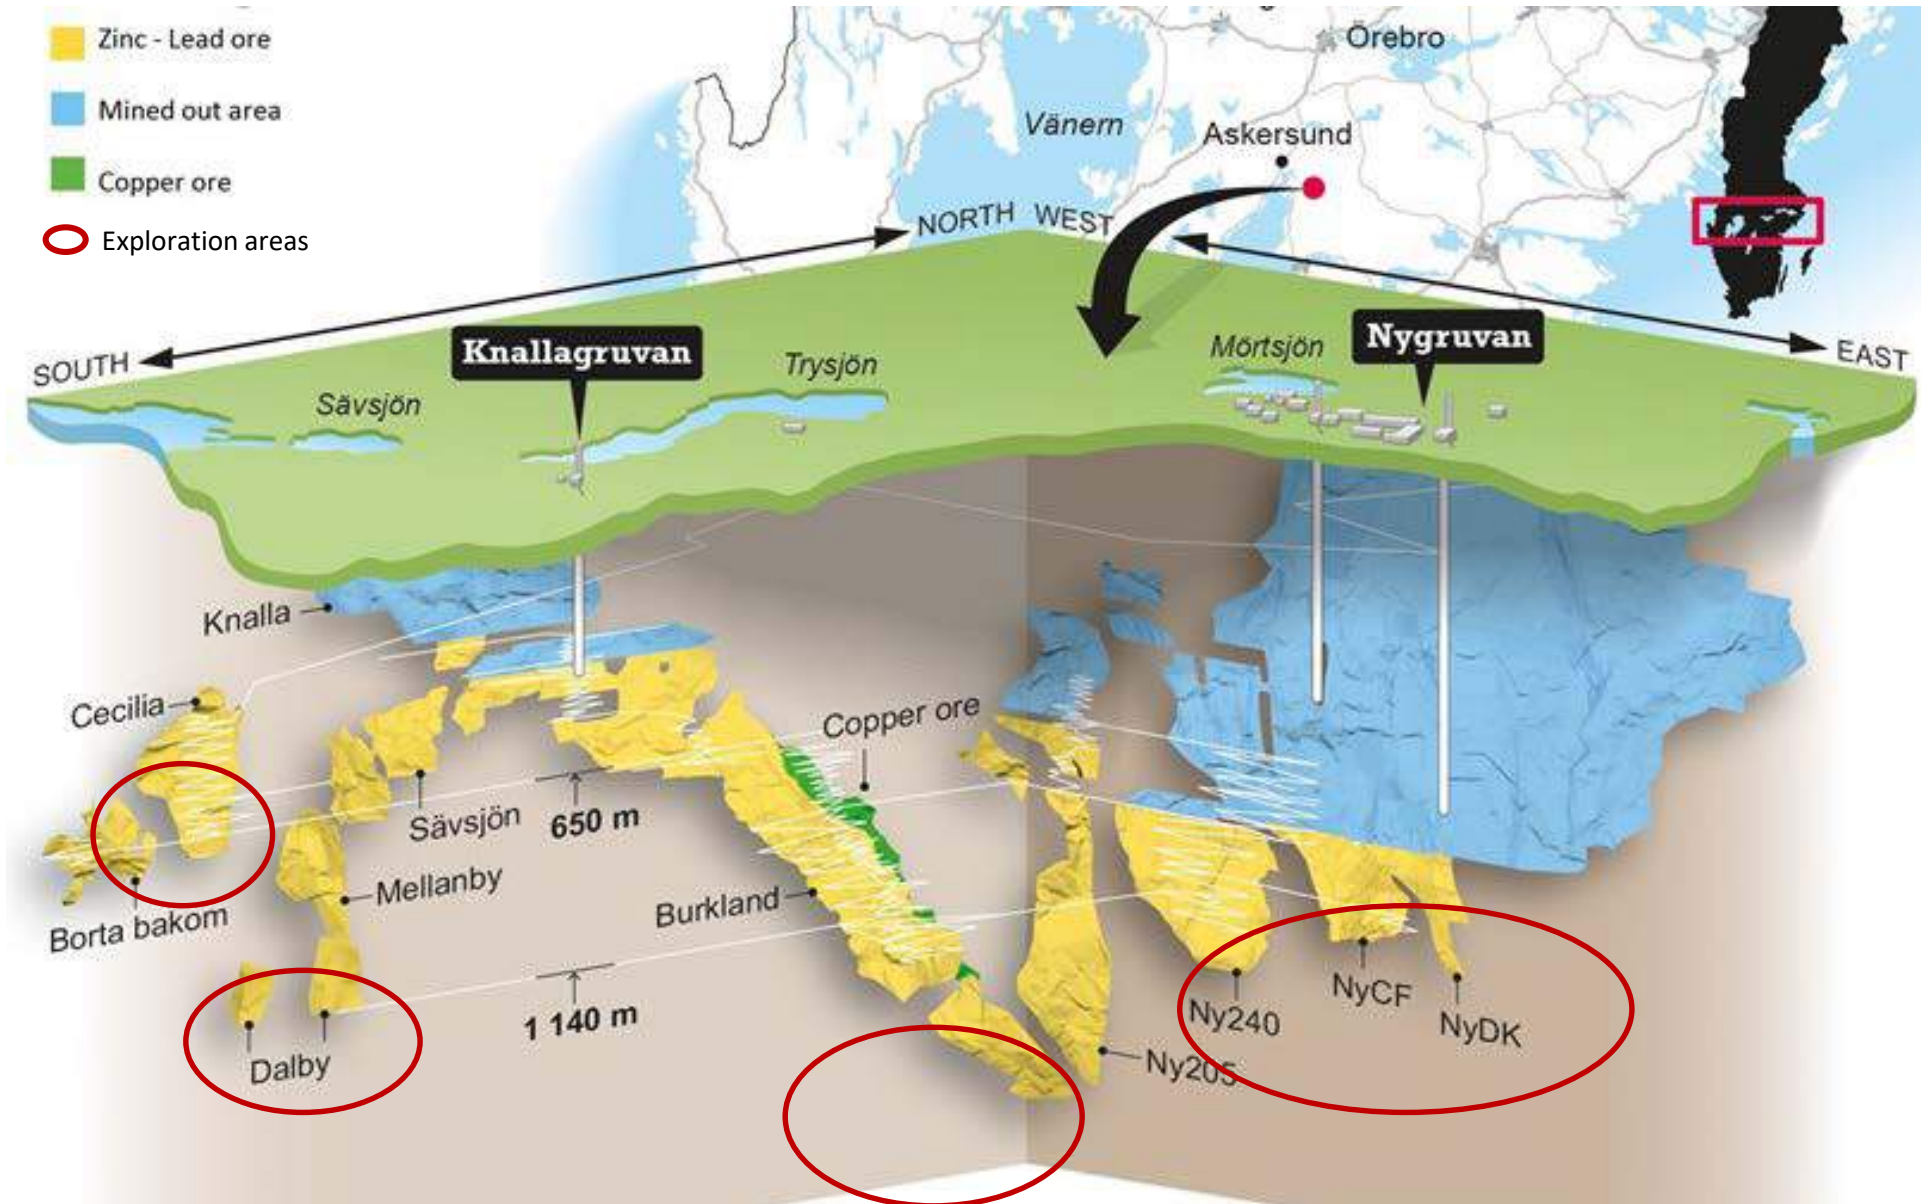 Zinc - Lead ore
Mined out area
Copper ore
Exploration areas
Örebro
Vänern
Askersund
NORTH WEST
SOUTH
EAST
Knallagruvan
Nygruvan
Sävsjön
Trysjön
Mörtsjön
Knalla
Cecilia
Copper ore
Sävsjön
650 m
Mellanby
Burkland
Borta bakom
1 140 m
Dalby
Ny240
NyCF
NyDK
Ny205